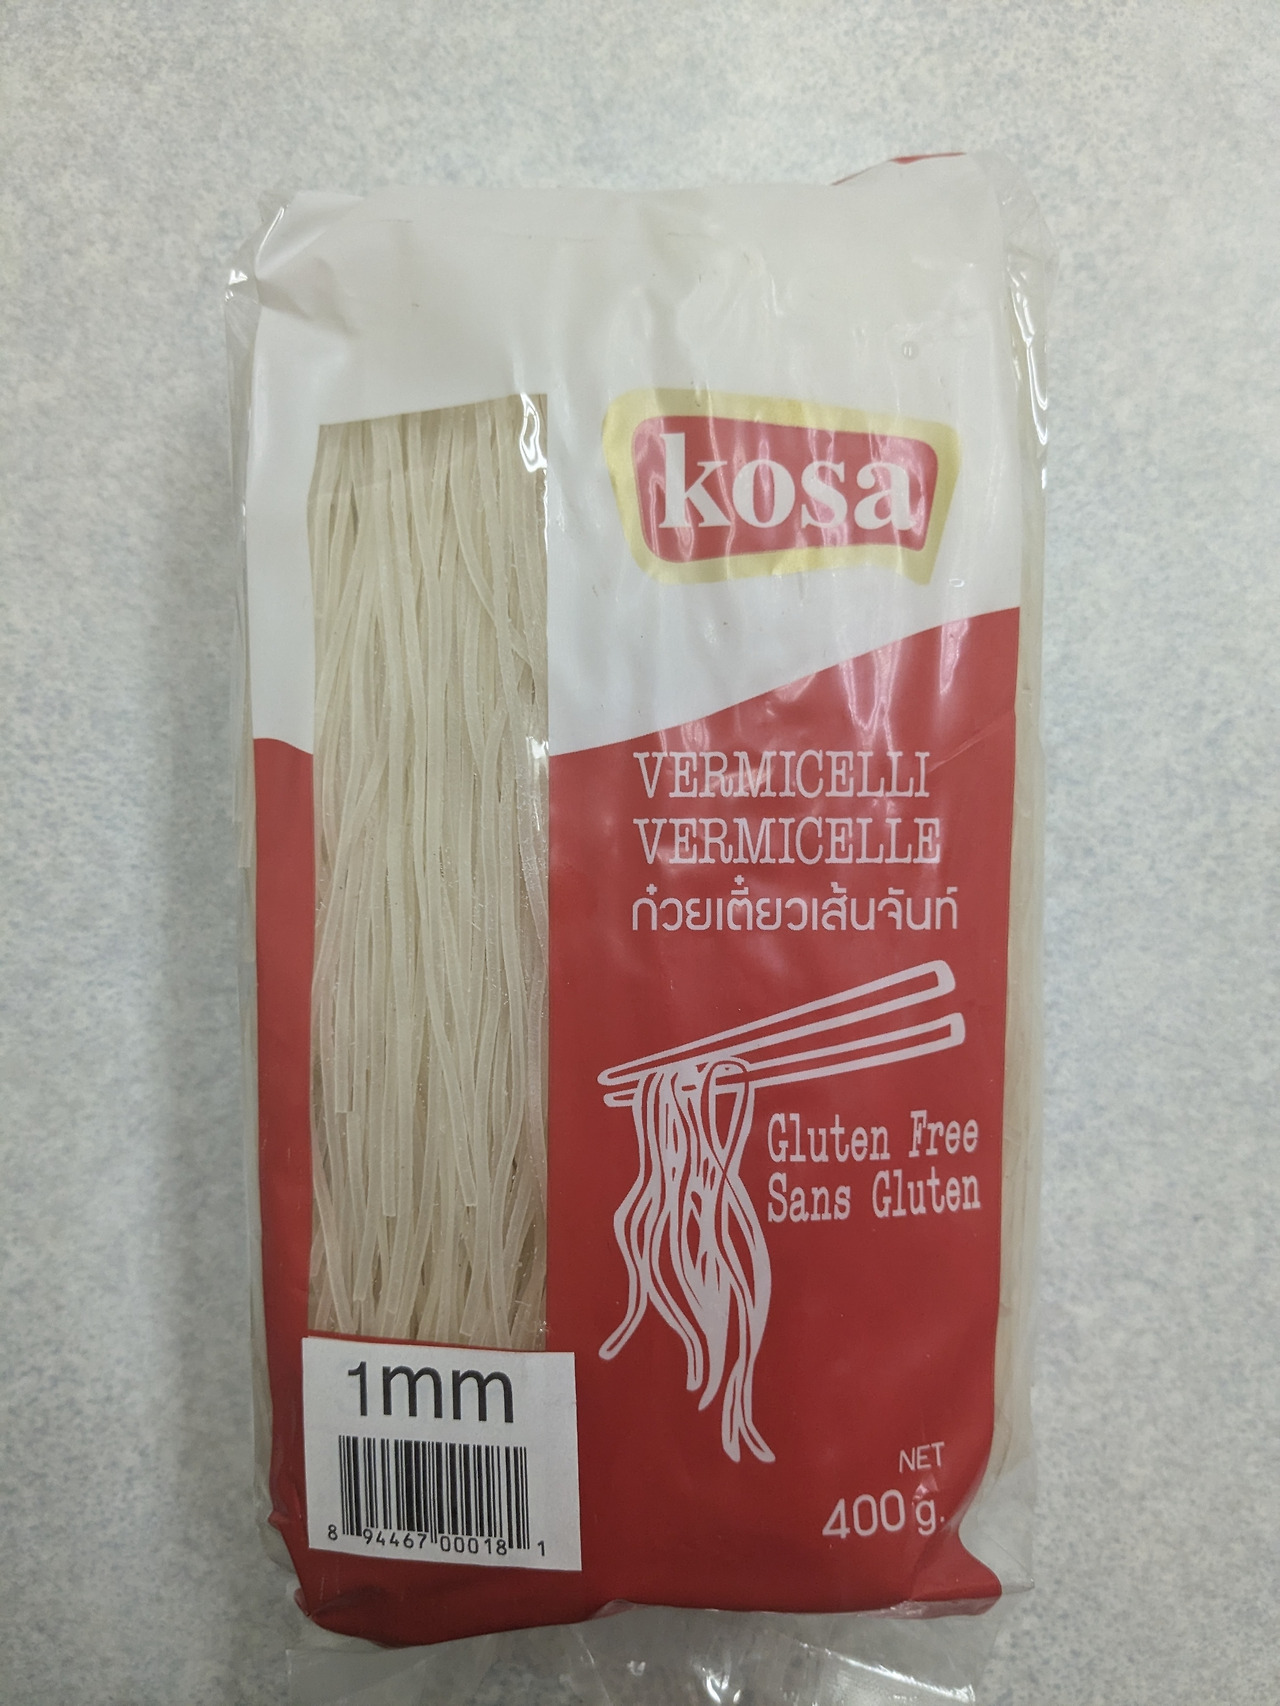 kosa
VERMICELLI
VERMICELLE
ก๋วยเตี๋ยวเส้นจันท์
Gluten Free
Sans Gluten
1mm
8 94467 00018 1
NET
400 g.